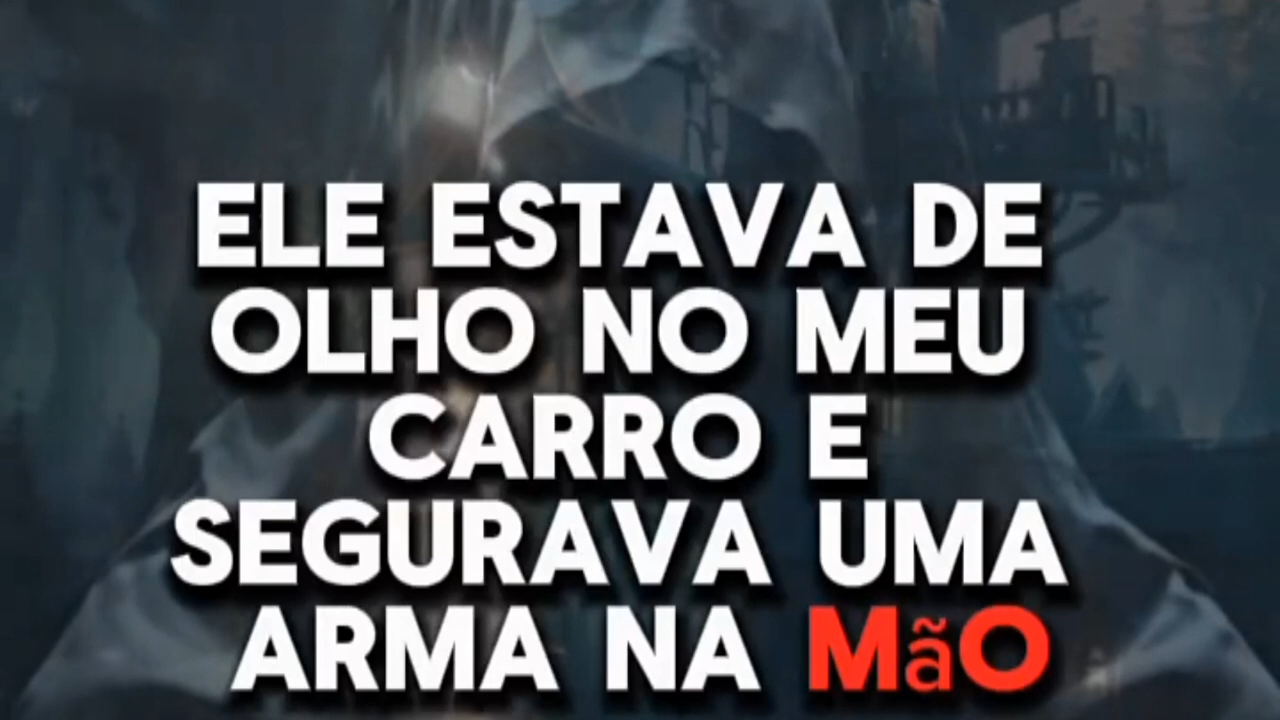 ELE ESTAVA DE
OLHO NO MEU
CARRO E
SEGURAVA UMA
ARMA NA MãO